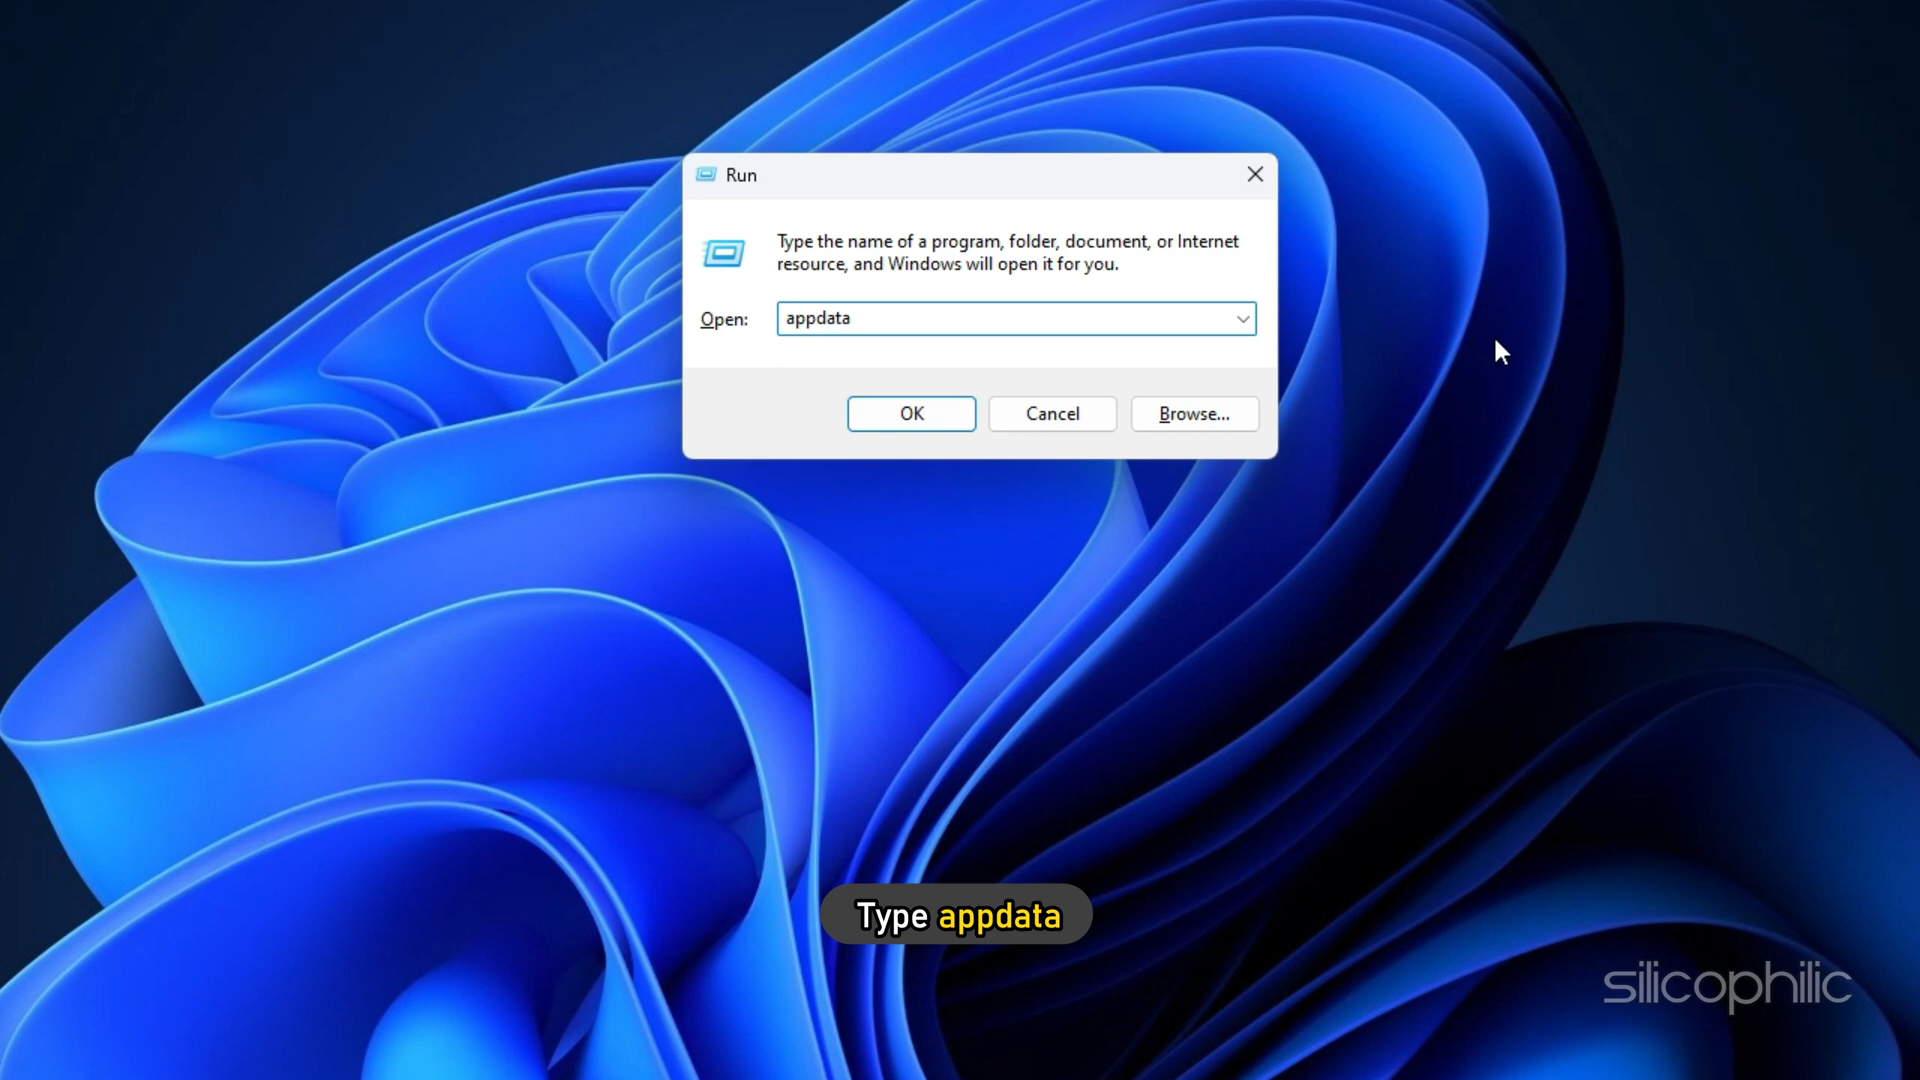 Run
Type the name of a program, folder, document, or Internet
resource, and Windows will open it for you.
Open: appdata
OK Cancel Browse...
Type appdata
silicophilic